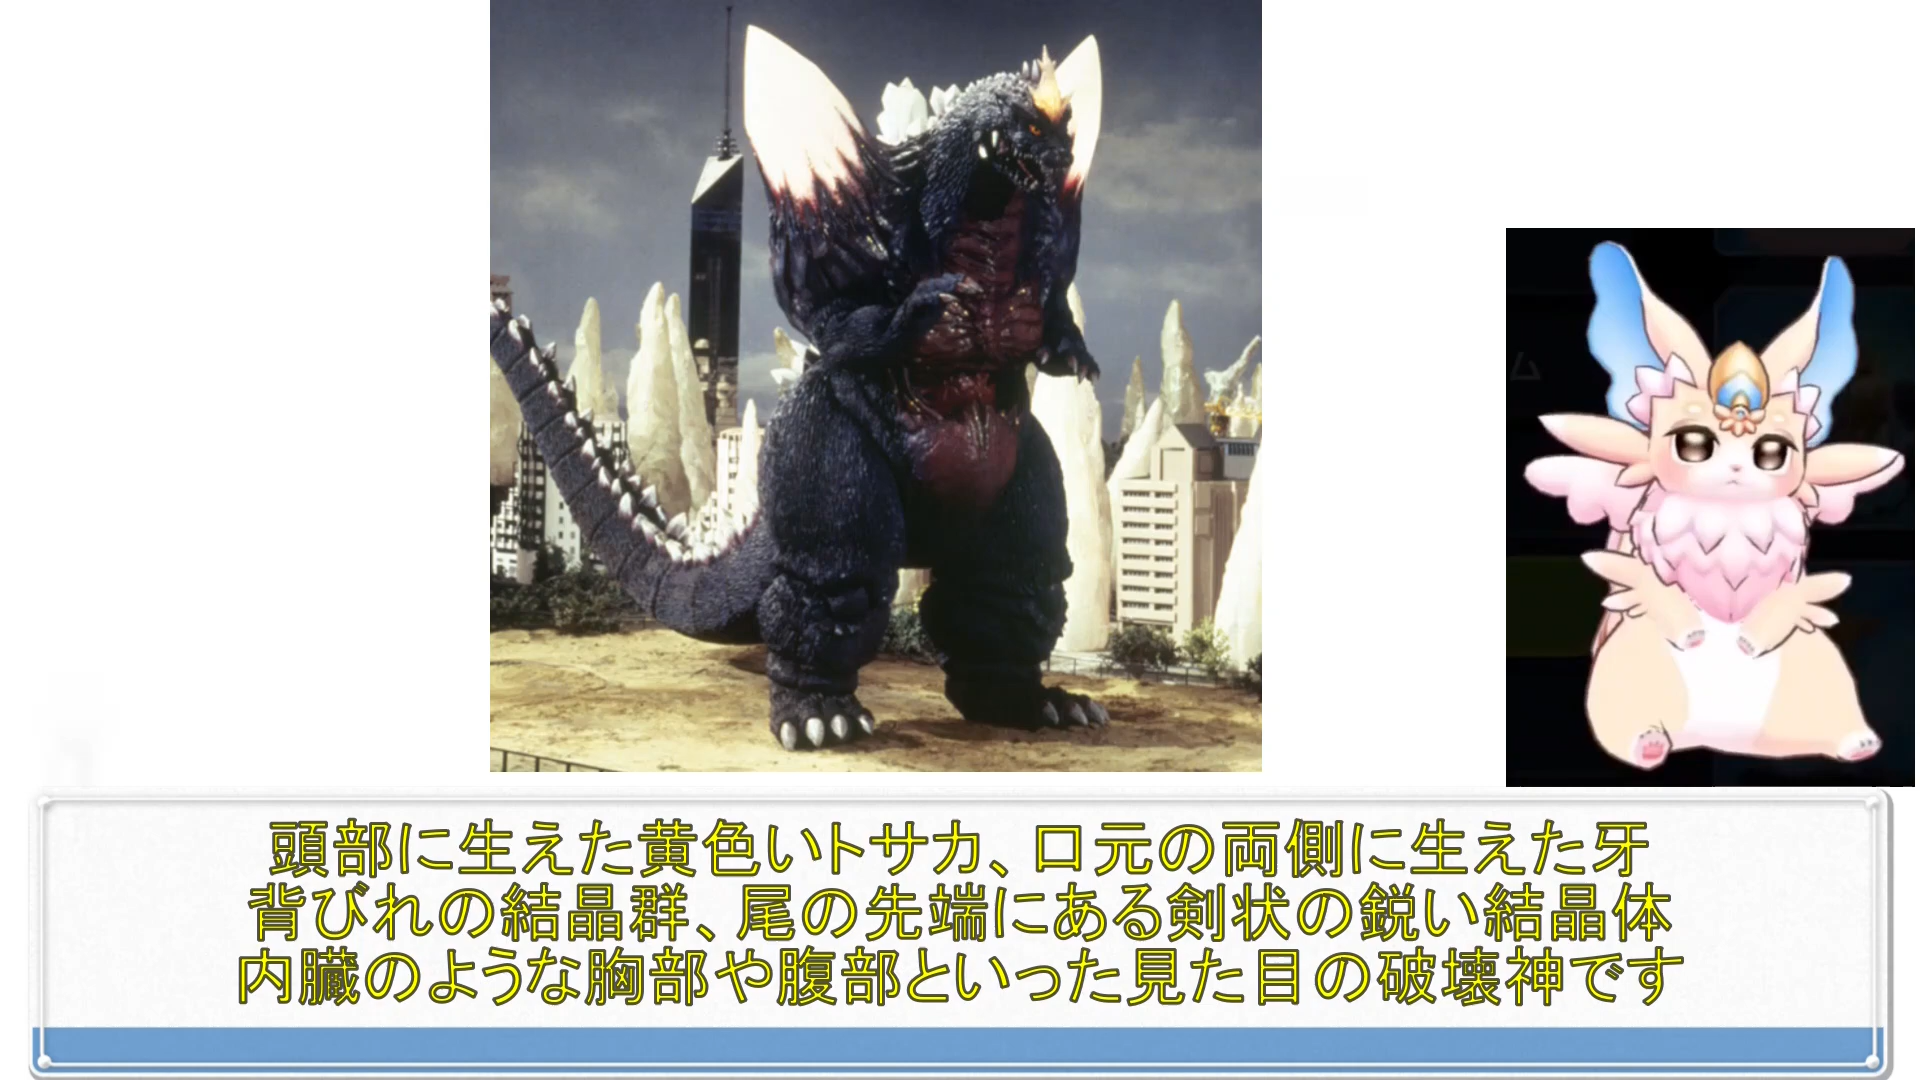 頭部に生えた黄色いトサカ、口元の両側に生えた牙
背びれの結晶群、尾の先端にある剣状の鋭い結晶体
内臓のような胸部や腹部といった見た目の破壊神です